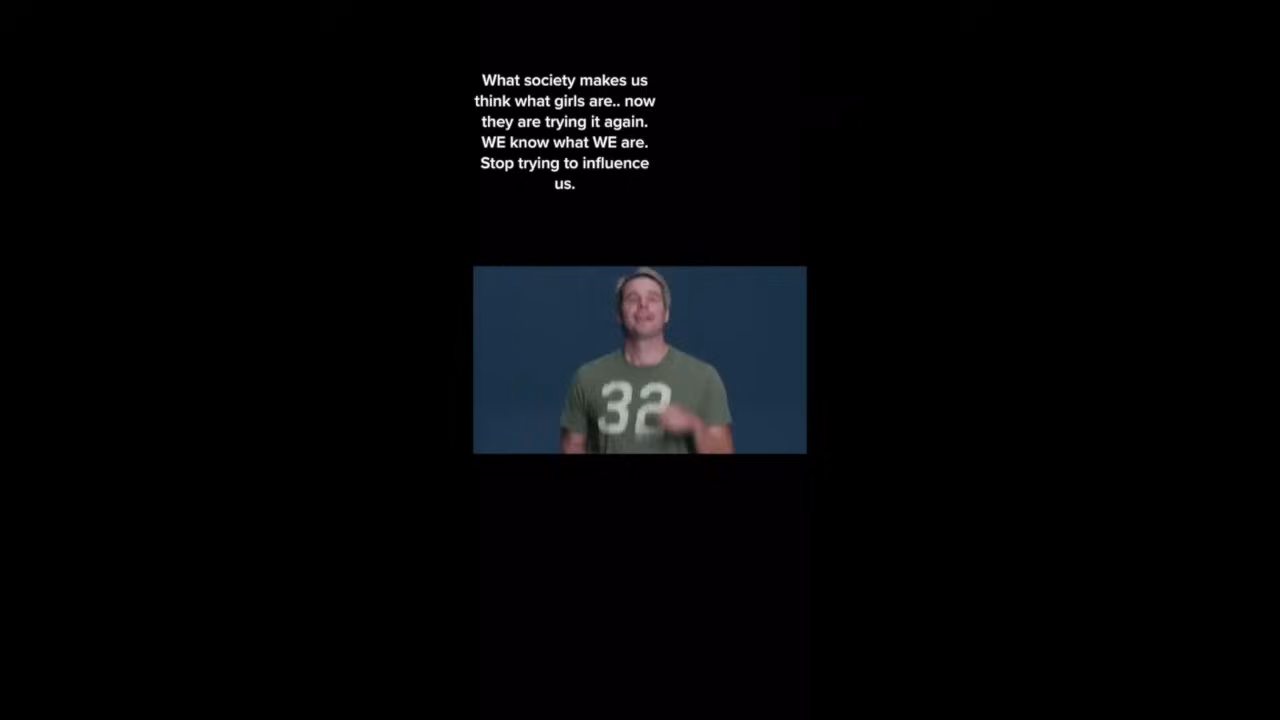 What society makes us
think what girls are.. now
they are trying it again.
WE know what WE are.
Stop trying to influence
us.
32